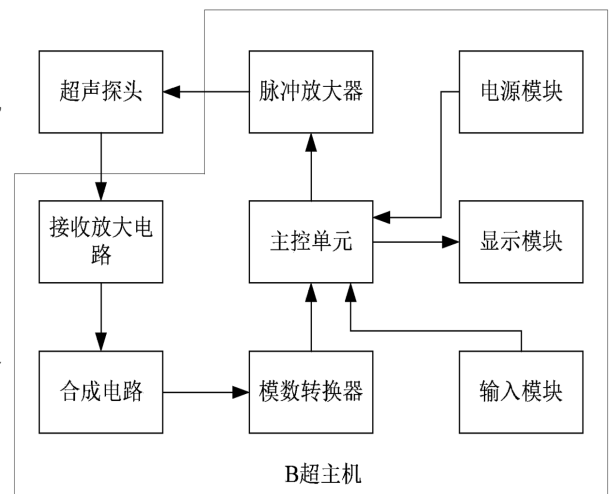 超声探头
脉冲放大器
电源模块
接收放大电
路
主控单元
显示模块
合成电路
模数转换器
输入模块
B超主机